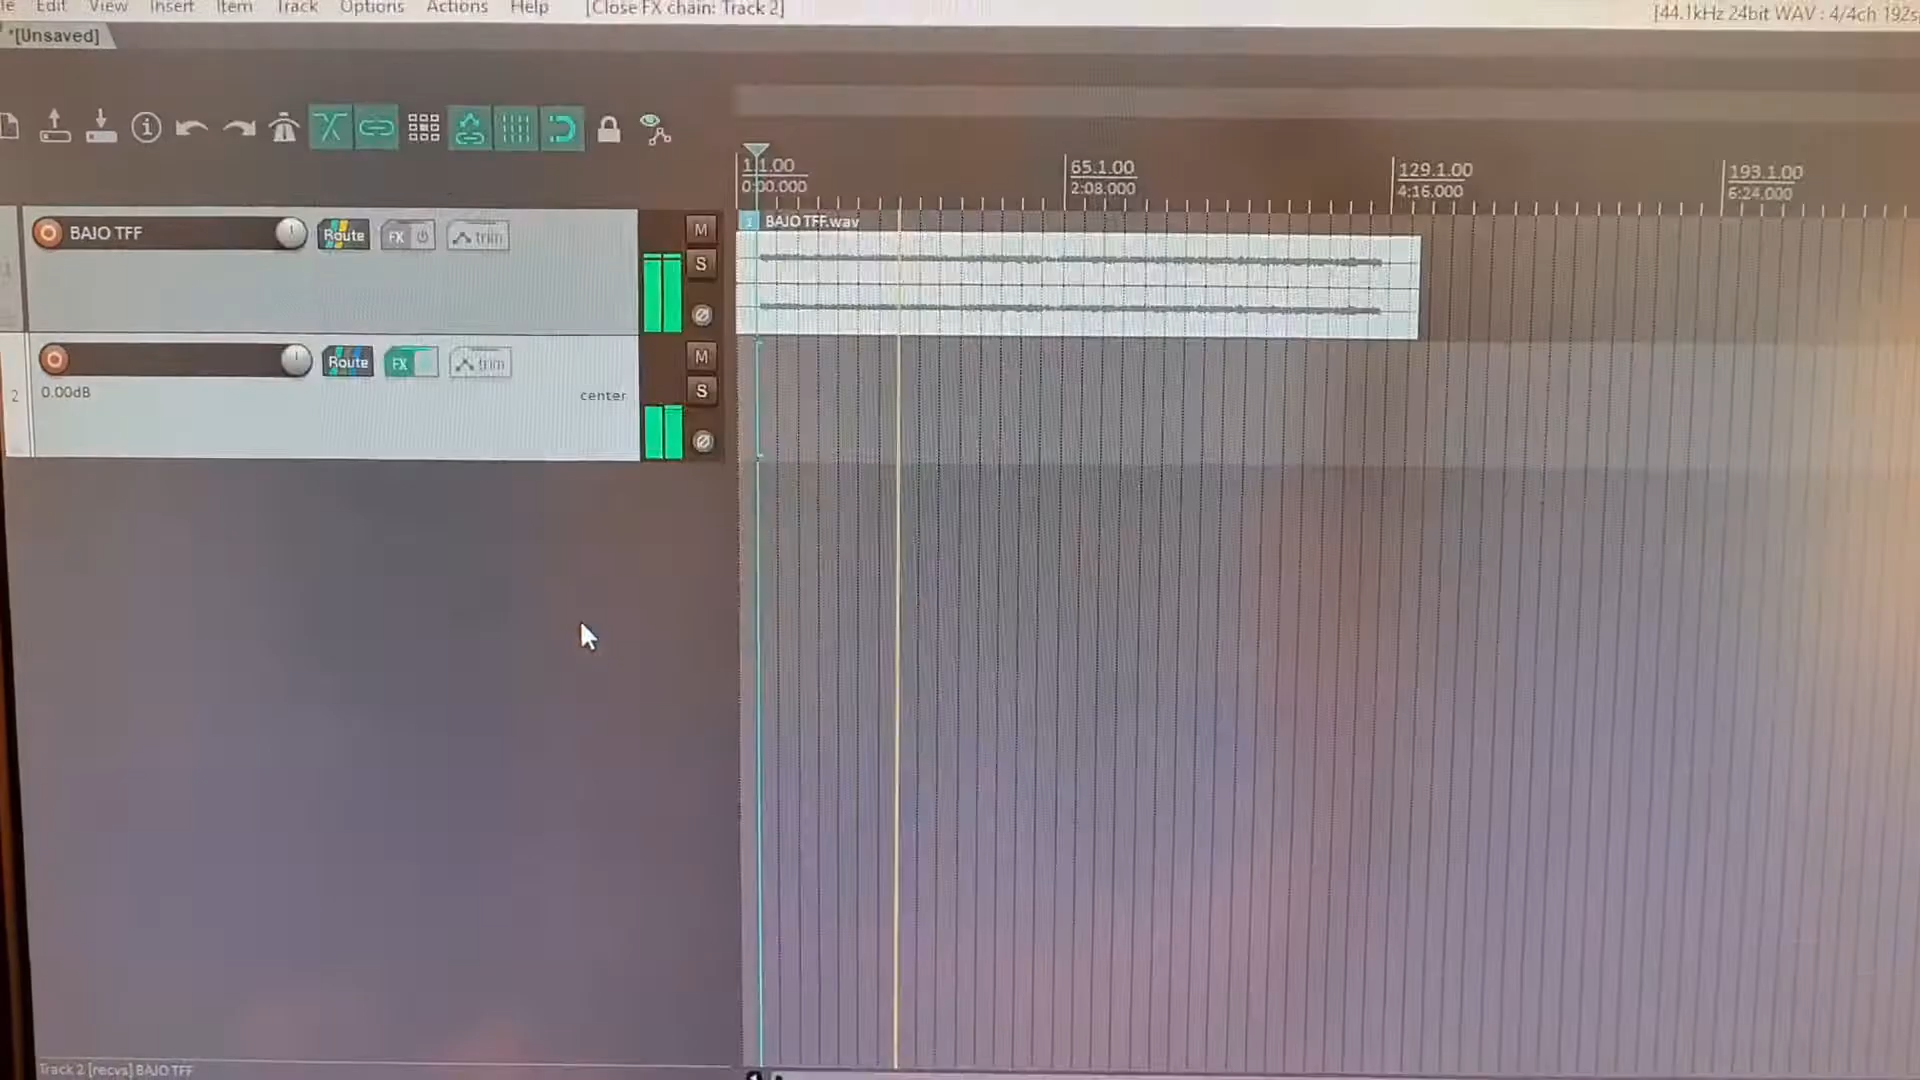 Edit View Insert Item Track Options Actions Help [Close FX chain: Track 2]
[44.1kHz 24bit WAV : 4/4ch 192s
*[Unsaved]
1.1.00 65.1.00 129.1.00 193.1.00
0:00.000 2:08.000 4:16.000 6:24.000
1 BAJO TFF.wav
BAJO TFF Route FX trim M
S
1
Route FX trim M
2 0.00dB center S
Track 2 [recvs] BAJO TFF